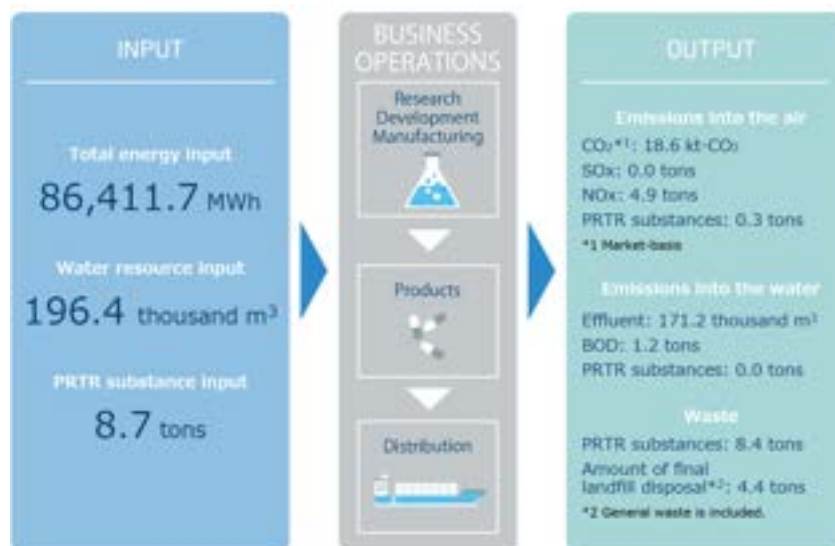 INPUT
Total energy input
86,411.7 MWh
Water resource input
196.4 thousand m³
PRTR substance input
8.7 tons
BUSINESS
OPERATIONS
Research
Development
Manufacturing
Products
Distribution
OUTPUT
Emissions into the air
CO₂*¹: 18.6 kt-CO₂
SOx: 0.0 tons
NOx: 4.9 tons
PRTR substances: 0.3 tons
*1 Market-basis
Emissions into the water
Effluent: 171.2 thousand m³
BOD: 1.2 tons
PRTR substances: 0.0 tons
Waste
PRTR substances: 8.4 tons
Amount of final
landfill disposal*²: 4.4 tons
*2 General waste is included.